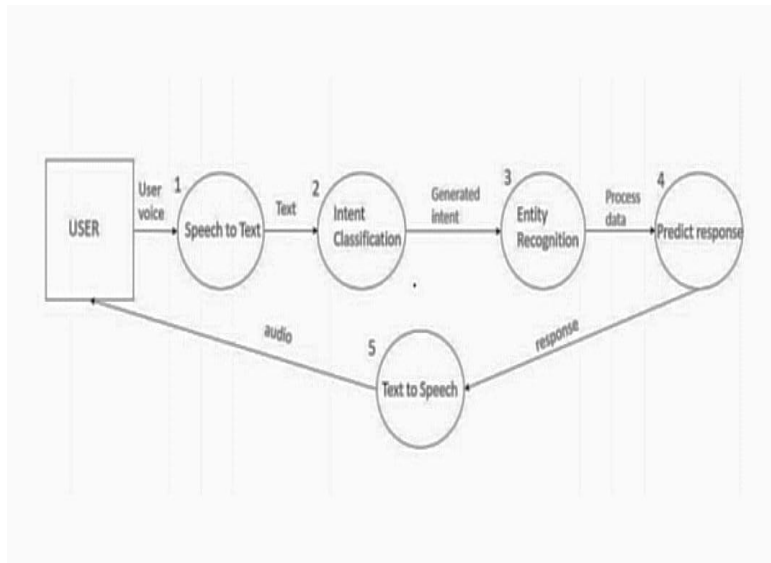 USER
User
voice
1
Speech to Text
Text
2
Intent
Classification
Generated
intent
3
Entity
Recognition
Process
data
4
Predict response
response
5
Text to Speech
audio